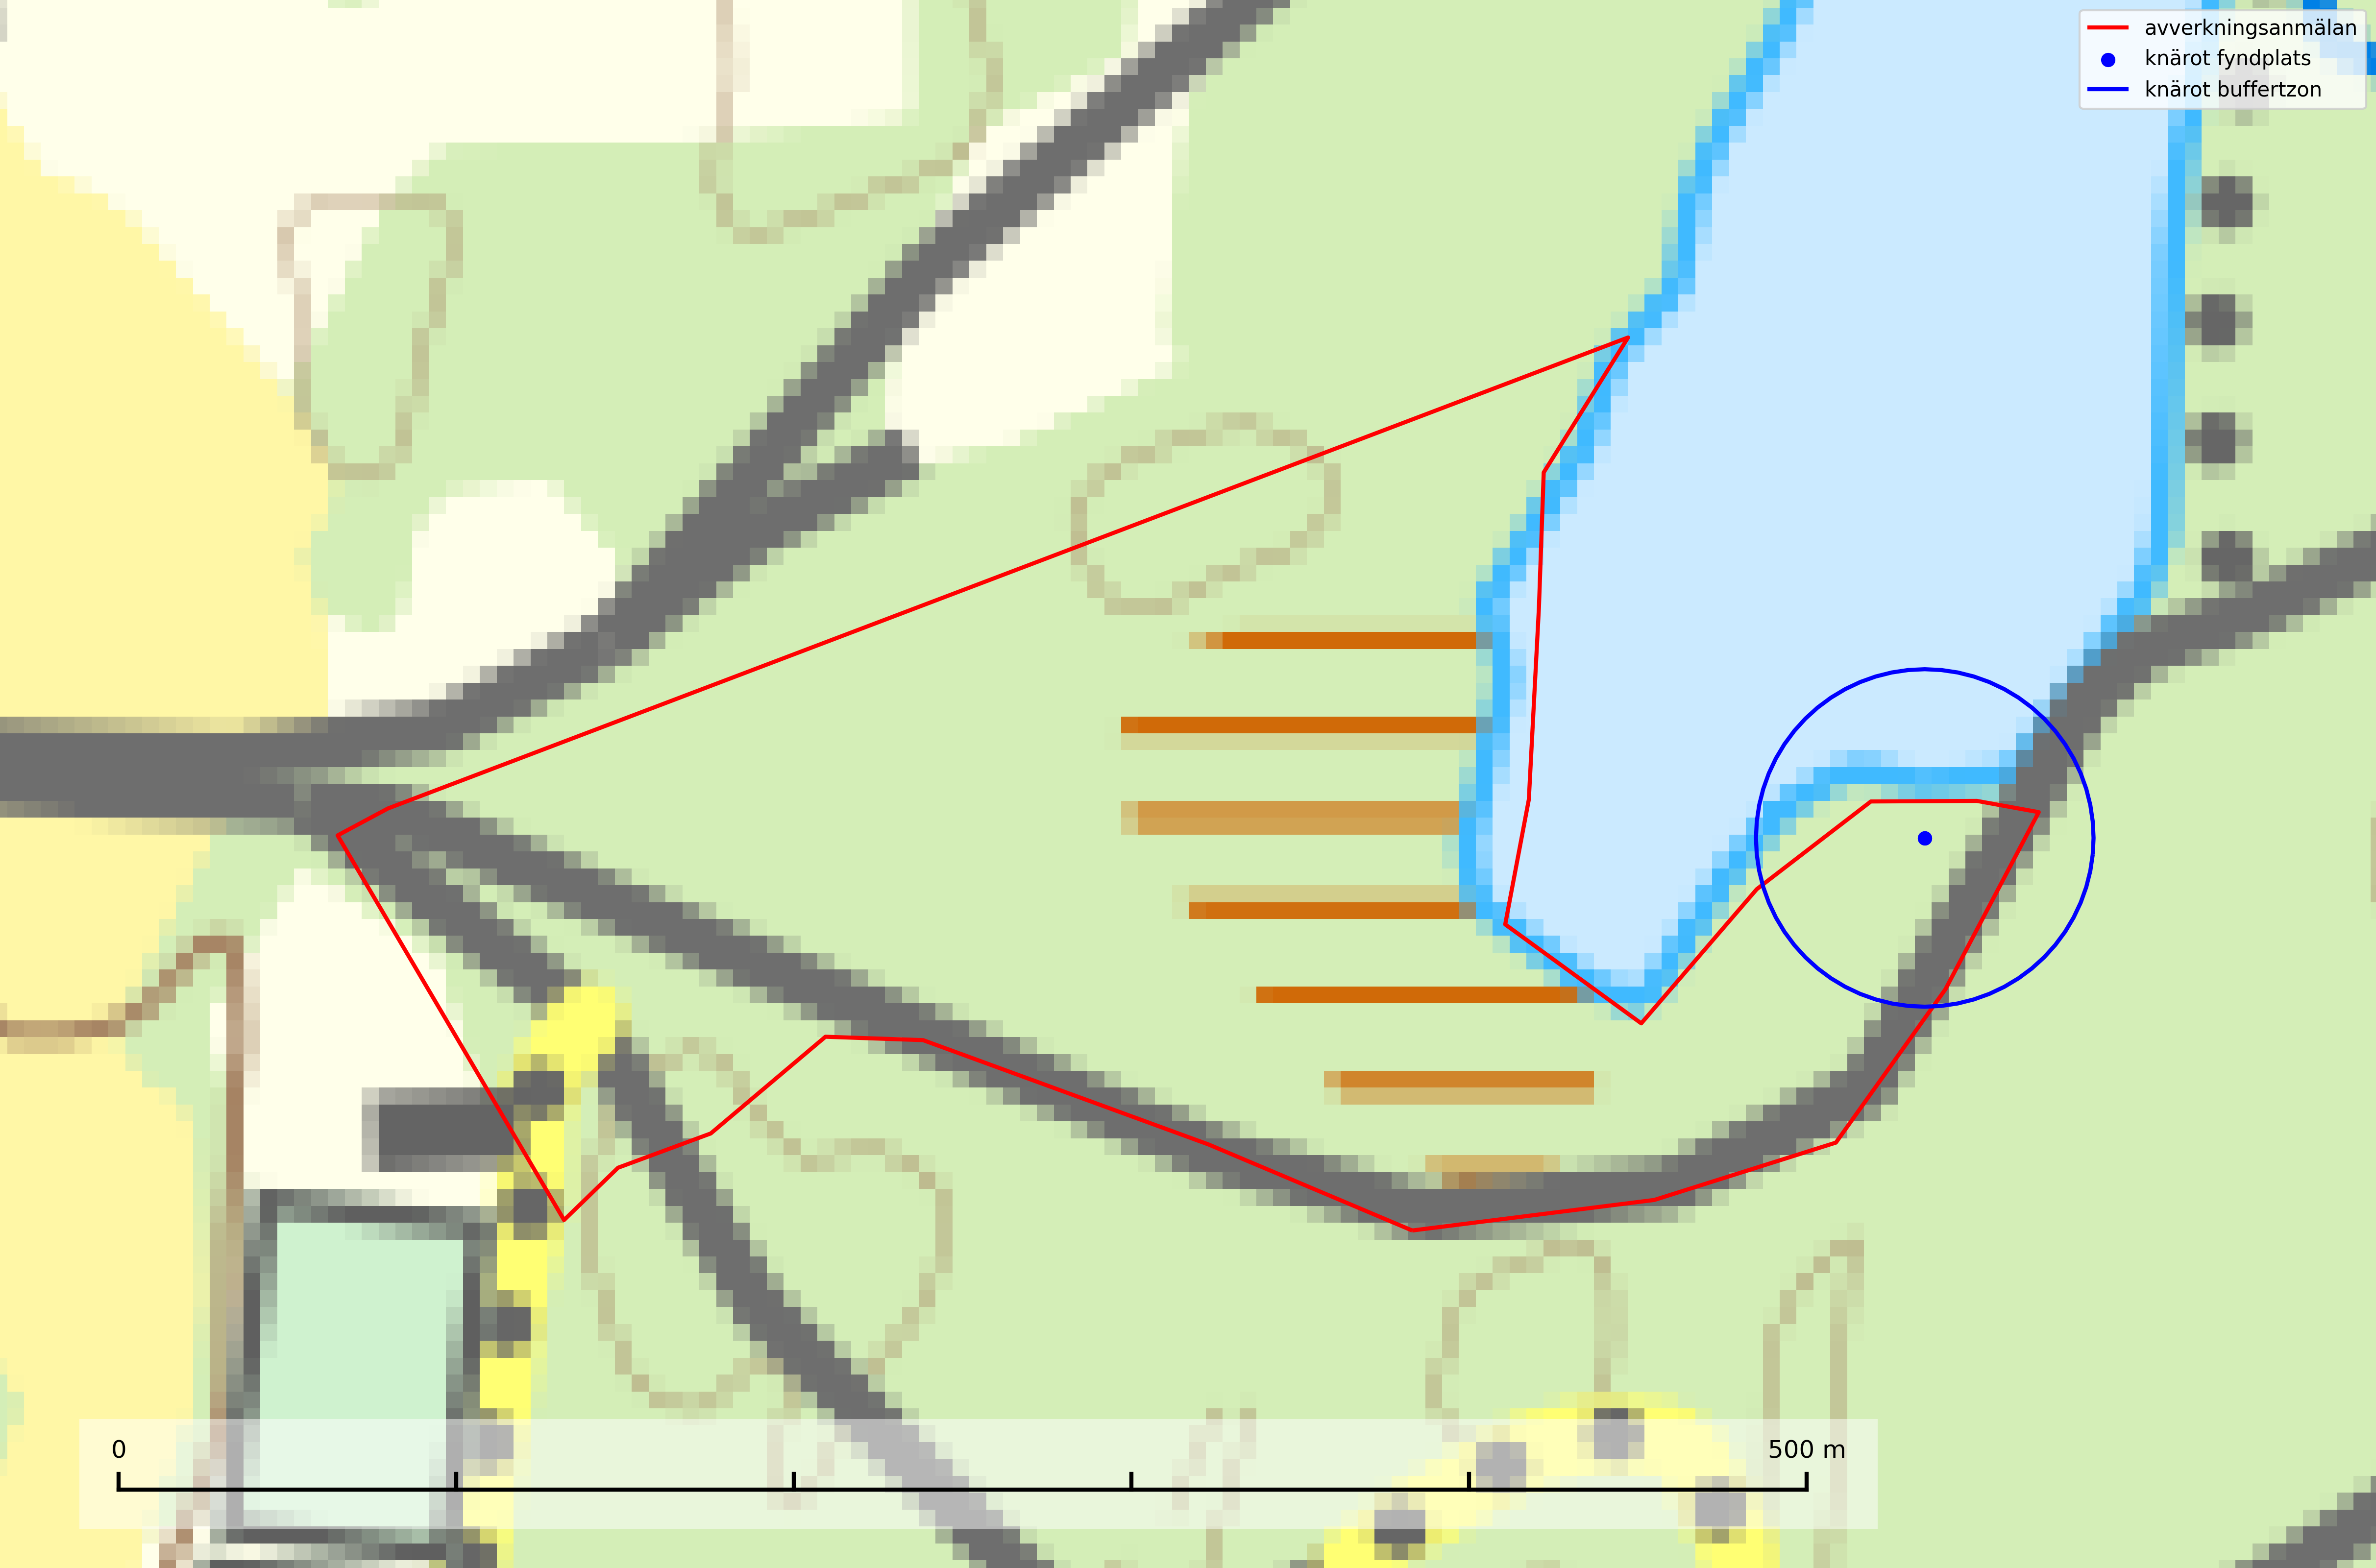 avverkningsanmälan
knärot fyndplats
knärot buffertzon
0 500 m